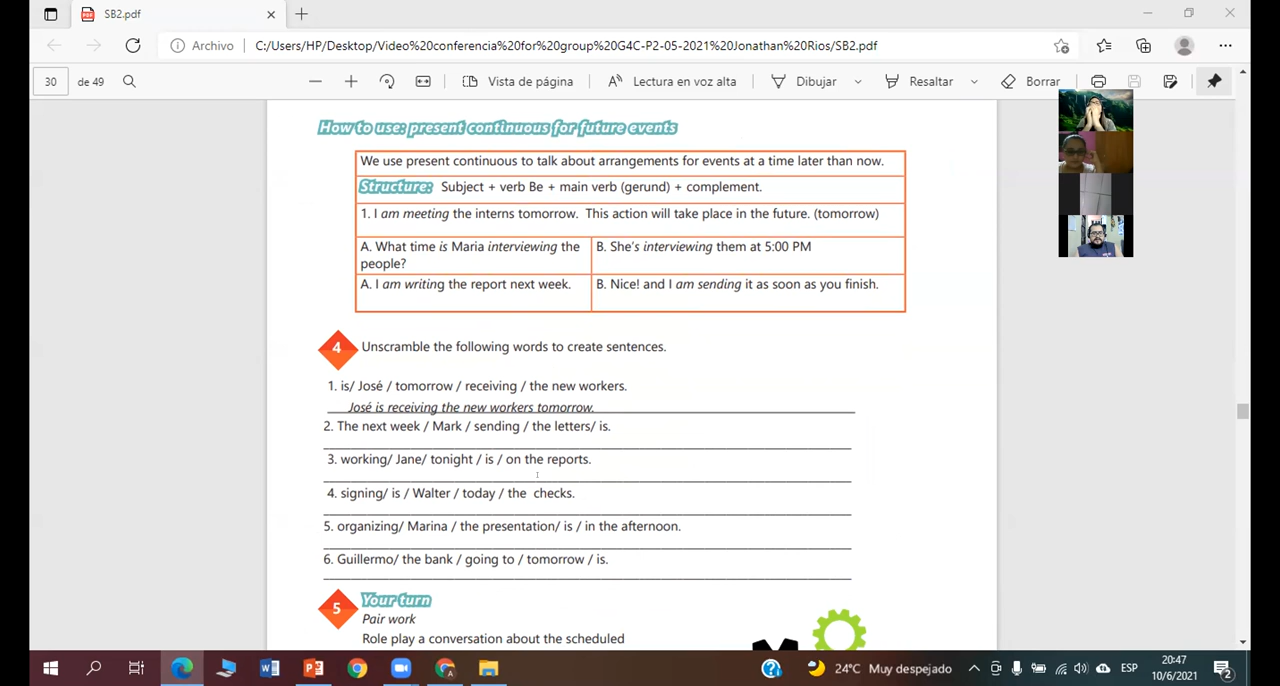 SB2.pdf
Archivo C:/Users/HP/Desktop/Video%20conferencia%20for%20group%20G4C-P2-05-2021%20Jonathan%20Rios/SB2.pdf
30 de 49 Vista de página Lectura en voz alta Dibujar Resaltar Borrar
How to use: present continuous for future events
We use present continuous to talk about arrangements for events at a time later than now.
Structure: Subject + verb Be + main verb (gerund) + complement.
1. I am meeting the interns tomorrow. This action will take place in the future. (tomorrow)
A. What time is Maria interviewing the people?
B. She's interviewing them at 5:00 PM
A. I am writing the report next week.
B. Nice! and I am sending it as soon as you finish.
4 Unscramble the following words to create sentences.
1. is/ José / tomorrow / receiving / the new workers.
José is receiving the new workers tomorrow.
2. The next week / Mark / sending / the letters/ is.
3. working/ Jane/ tonight / is / on the reports.
4. signing/ is / Walter / today / the checks.
5. organizing/ Marina / the presentation/ is / in the afternoon.
6. Guillermo/ the bank / going to / tomorrow / is.
5 Your turn
Pair work
Role play a conversation about the scheduled
24°C Muy despejado ESP 20:47
10/6/2021 2